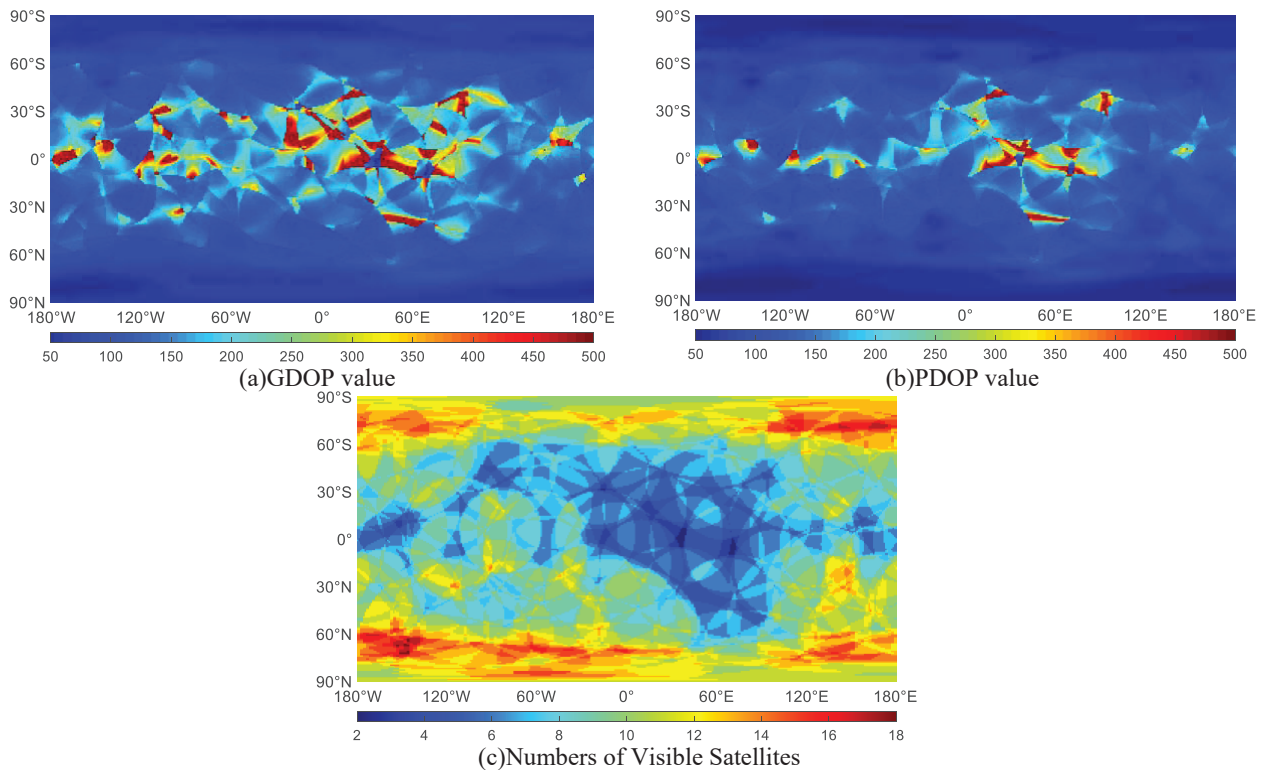 90°S
60°S
30°S
0°
30°N
60°N
90°N
180°W 120°W 60°W 0° 60°E 120°E 180°E
50 100 150 200 250 300 350 400 450 500
(a)GDOP value
90°S
60°S
30°S
0°
30°N
60°N
90°N
180°W 120°W 60°W 0° 60°E 120°E 180°E
50 100 150 200 250 300 350 400 450 500
(b)PDOP value
90°S
60°S
30°S
0°
30°N
60°N
90°N
180°W 120°W 60°W 0° 60°E 120°E 180°E
2 4 6 8 10 12 14 16 18
(c)Numbers of Visible Satellites